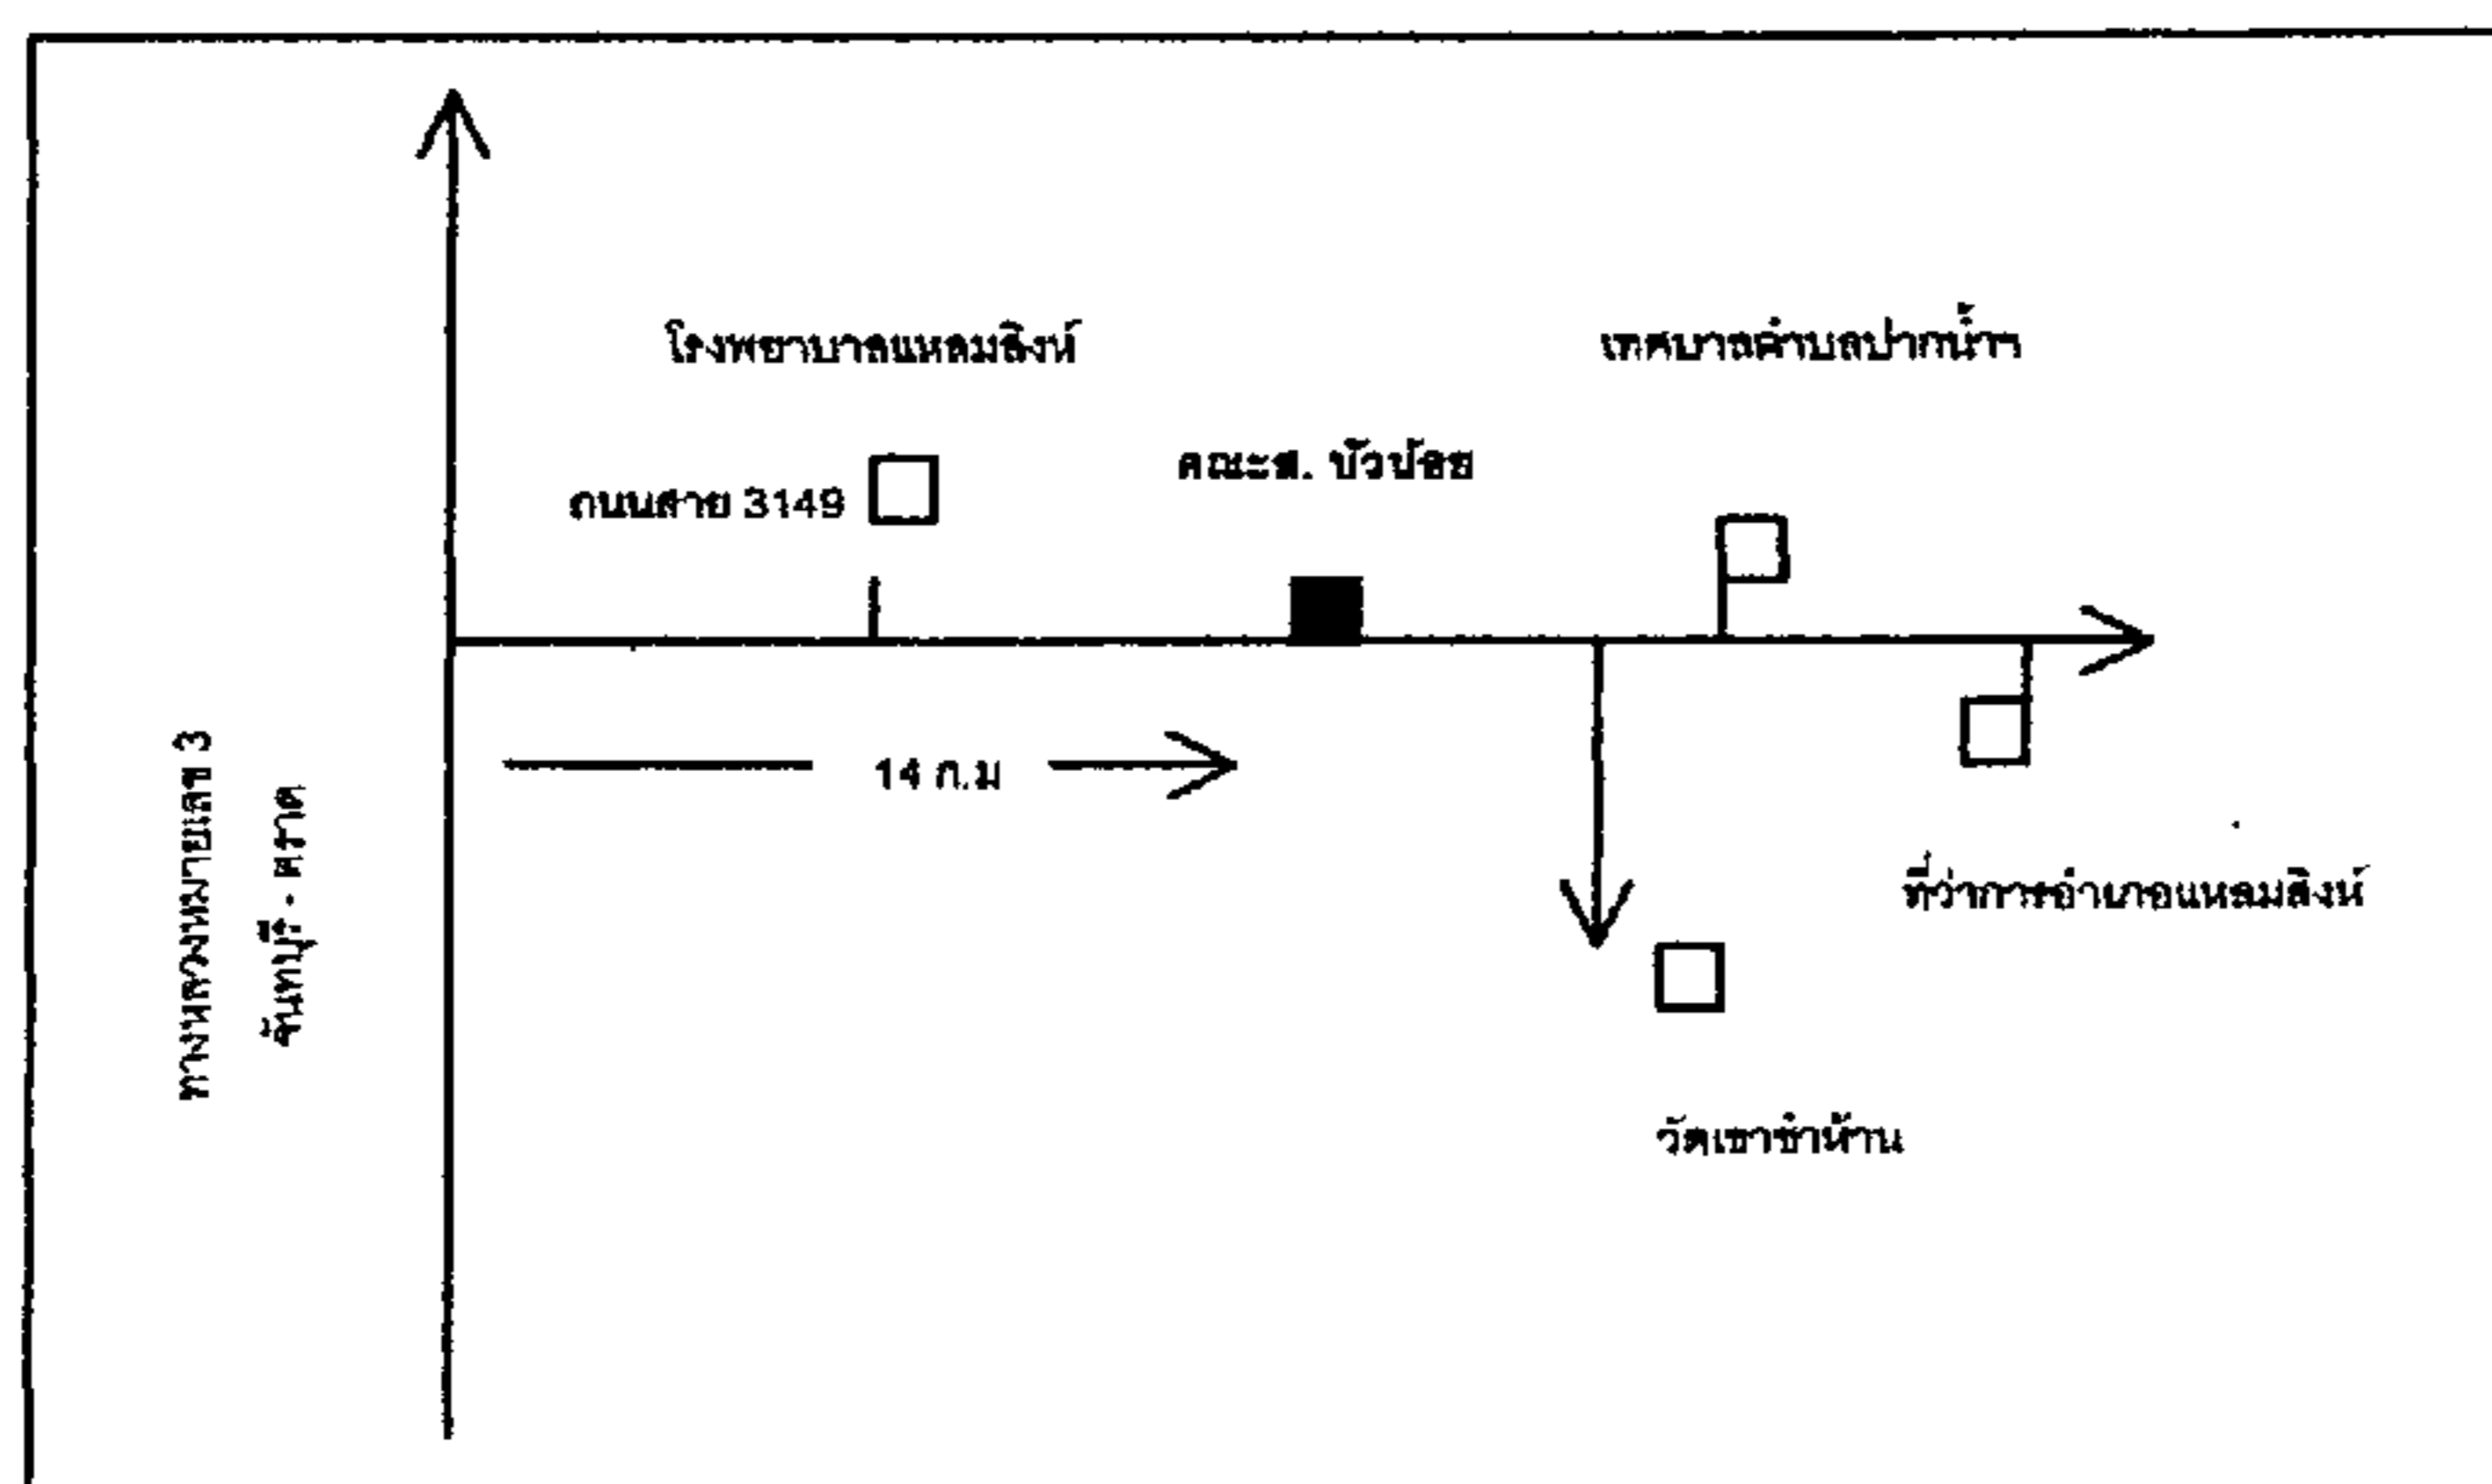 โรงพยาบาลแหลมสิงห์
เทศบาลตำบลปากน้ำฯ
คณะส. บัวน้อย
ถนนสาย 3149
14 ก.ม
ทางหลวงหมายเลข 3
จันทบุรี - ตราด
ที่ว่าการอำเภอแหลมสิงห์
วัดเขาชำห้าน